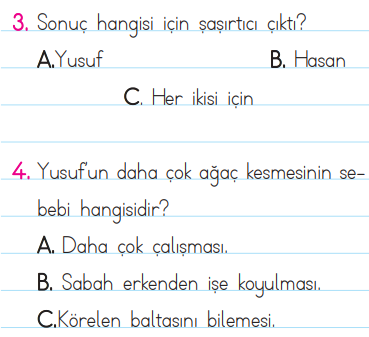 3. Sonuç hangisi için şaşırtıcı çıktı?
A.Yusuf B. Hasan
C. Her ikisi için
4. Yusuf'un daha çok ağaç kesmesinin se-
bebi hangisidir?
A. Daha çok çalışması.
B. Sabah erkenden işe koyulması.
C.Körelen baltasını bilemesi.